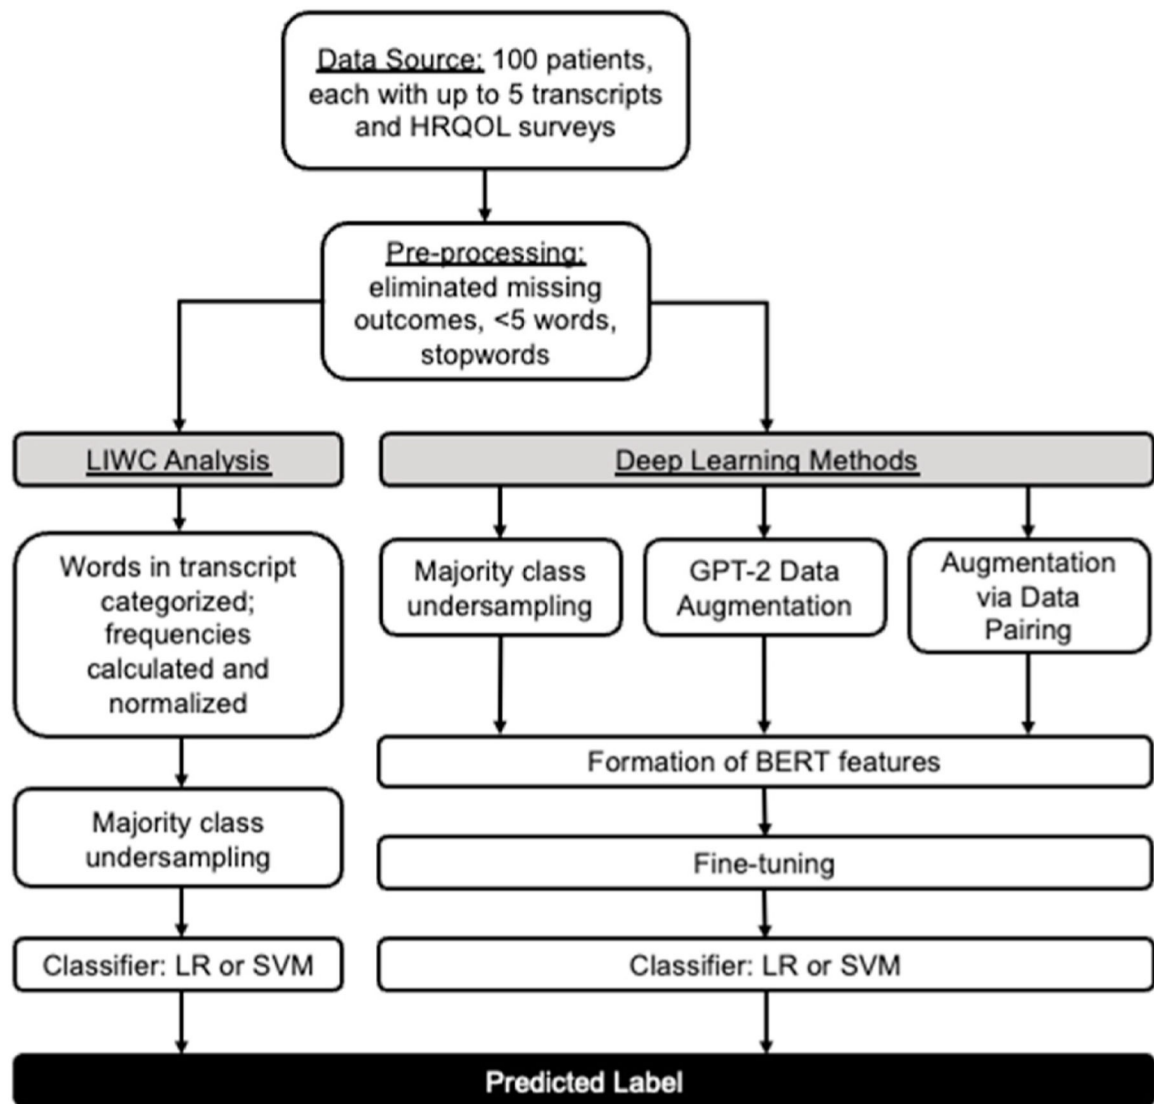 Data Source: 100 patients,
each with up to 5 transcripts
and HRQOL surveys
Pre-processing:
eliminated missing
outcomes, <5 words,
stopwords
LIWC Analysis
Words in transcript
categorized;
frequencies
calculated and
normalized
Majority class
undersampling
Classifier: LR or SVM
Deep Learning Methods
Majority class
undersampling
GPT-2 Data
Augmentation
Augmentation
via Data
Pairing
Formation of BERT features
Fine-tuning
Classifier: LR or SVM
Predicted Label